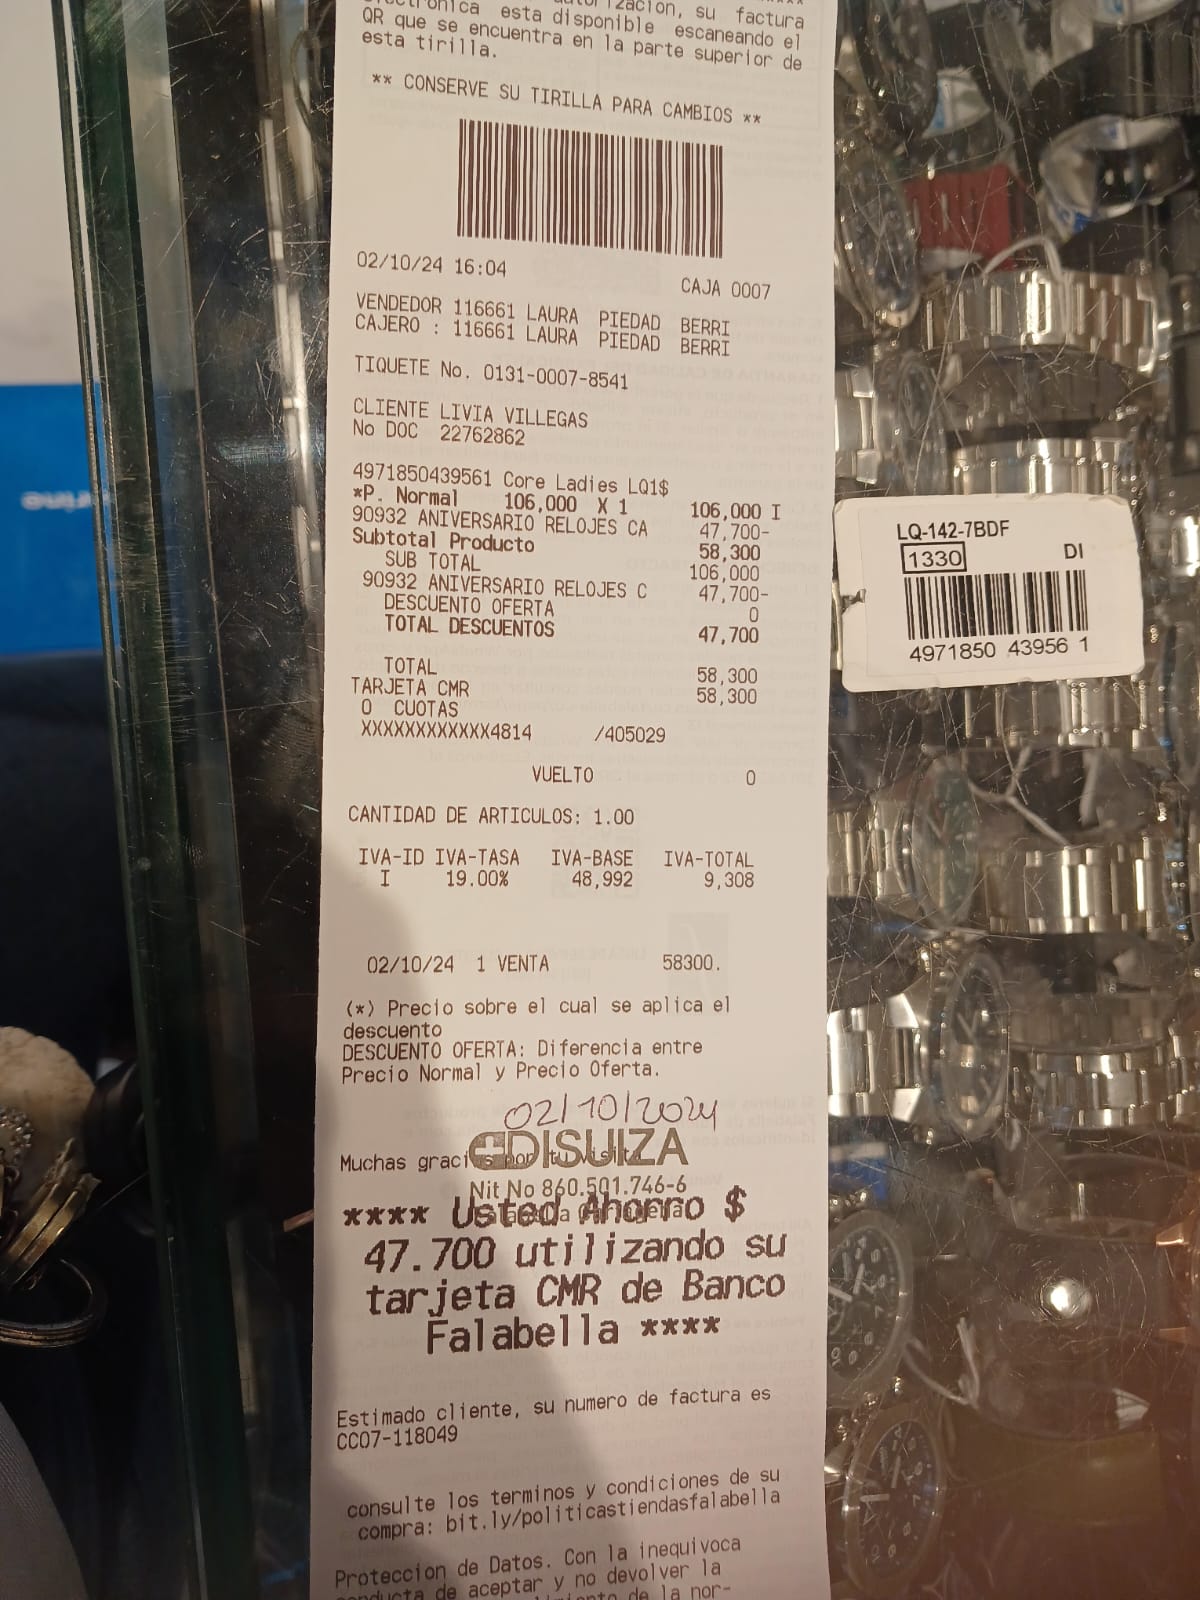 su factura
electronica esta disponible escaneando el
QR que se encuentra en la parte superior de
esta tirilla.
** CONSERVE SU TIRILLA PARA CAMBIOS **
02/10/24 16:04
CAJA 0007
VENDEDOR 116661 LAURA PIEDAD BERRI
CAJERO : 116661 LAURA PIEDAD BERRI
TIQUETE No. 0131-0007-8541
CLIENTE LIVIA VILLEGAS
No DOC 22762862
4971850439561 Core Ladies LQ1$
*P. Normal 106,000 X 1 106,000 I
90932 ANIVERSARIO RELOJES CA 47,700-
Subtotal Producto 58,300
SUB TOTAL 106,000
90932 ANIVERSARIO RELOJES C 47,700-
DESCUENTO OFERTA 0
TOTAL DESCUENTOS 47,700
TOTAL 58,300
TARJETA CMR 58,300
0 CUOTAS
XXXXXXXXXXXX4814 /405029
VUELTO 0
CANTIDAD DE ARTICULOS: 1.00
IVA-ID IVA-TASA IVA-BASE IVA-TOTAL
I 19.00% 48,992 9,308
02/10/24 1 VENTA 58300.
(*) Precio sobre el cual se aplica el
descuento
DESCUENTO OFERTA: Diferencia entre
Precio Normal y Precio Oferta.
02/10/2024
DISUIZA
Muchas gracias por tu visita
Nit No 860.501.746-6
**** Usted Ahorro $
47.700 utilizando su
tarjeta CMR de Banco
Falabella ****
Estimado cliente, su numero de factura es
CC07-118049
consulte los terminos y condiciones de su
compra: bit.ly/politicastiendasfalabella
Proteccion de Datos. Con la inequivoca
conducta de aceptar y no devolver la
de la nor-
LQ-142-7BDF
1330 DI
4971850 43956 1